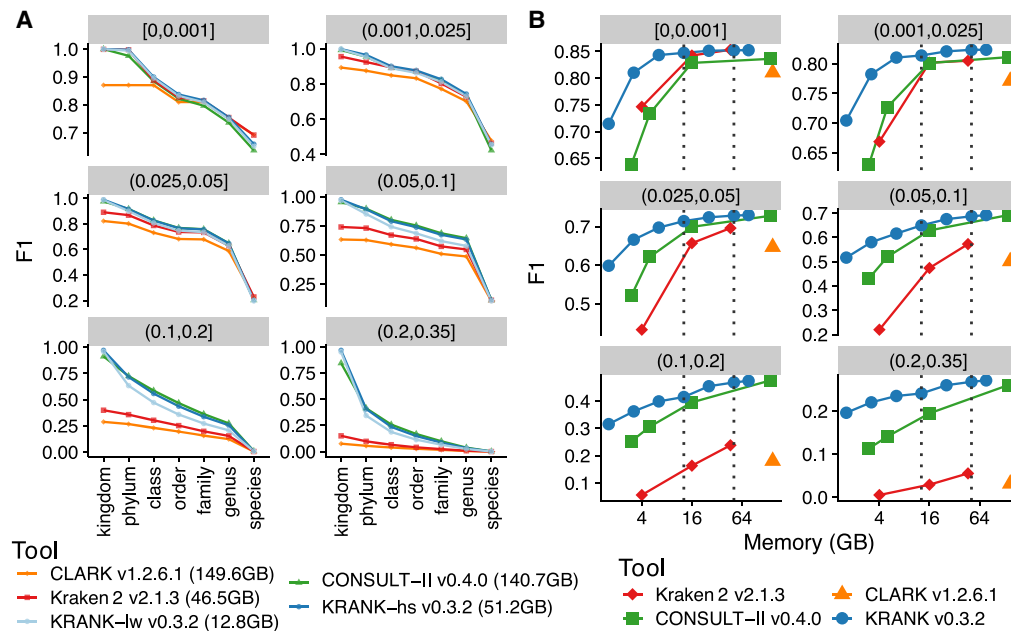 A
B
[0,0.001]
(0.001,0.025]
[0,0.001]
(0.001,0.025]
1.0
0.9
0.8
0.7
1.0
0.8
0.6
0.4
0.85
0.80
0.75
0.70
0.65
0.80
0.75
0.70
0.65
(0.025,0.05]
(0.05,0.1]
(0.025,0.05]
(0.05,0.1]
F1
1.0
0.8
0.6
0.4
0.2
1.00
0.75
0.50
0.25
F1
0.7
0.6
0.5
0.7
0.6
0.5
0.4
0.3
0.2
(0.1,0.2]
(0.2,0.35]
(0.1,0.2]
(0.2,0.35]
1.00
0.75
0.50
0.25
0.00
1.00
0.75
0.50
0.25
0.00
0.4
0.3
0.2
0.1
0.2
0.1
0.0
kingdom
phylum
class
order
family
genus
species
kingdom
phylum
class
order
family
genus
species
4 16 64
4 16 64
Memory (GB)
Tool
CLARK v1.2.6.1 (149.6GB)
Kraken 2 v2.1.3 (46.5GB)
KRANK−lw v0.3.2 (12.8GB)
CONSULT−II v0.4.0 (140.7GB)
KRANK−hs v0.3.2 (51.2GB)
Tool
Kraken 2 v2.1.3
CONSULT−II v0.4.0
CLARK v1.2.6.1
KRANK v0.3.2